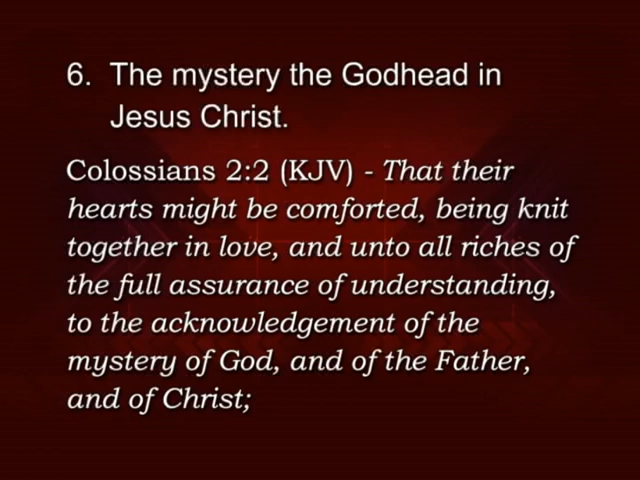 6. The mystery the Godhead in
Jesus Christ.
Colossians 2:2 (KJV) - That their
hearts might be comforted, being knit
together in love, and unto all riches of
the full assurance of understanding,
to the acknowledgement of the
mystery of God, and of the Father,
and of Christ;